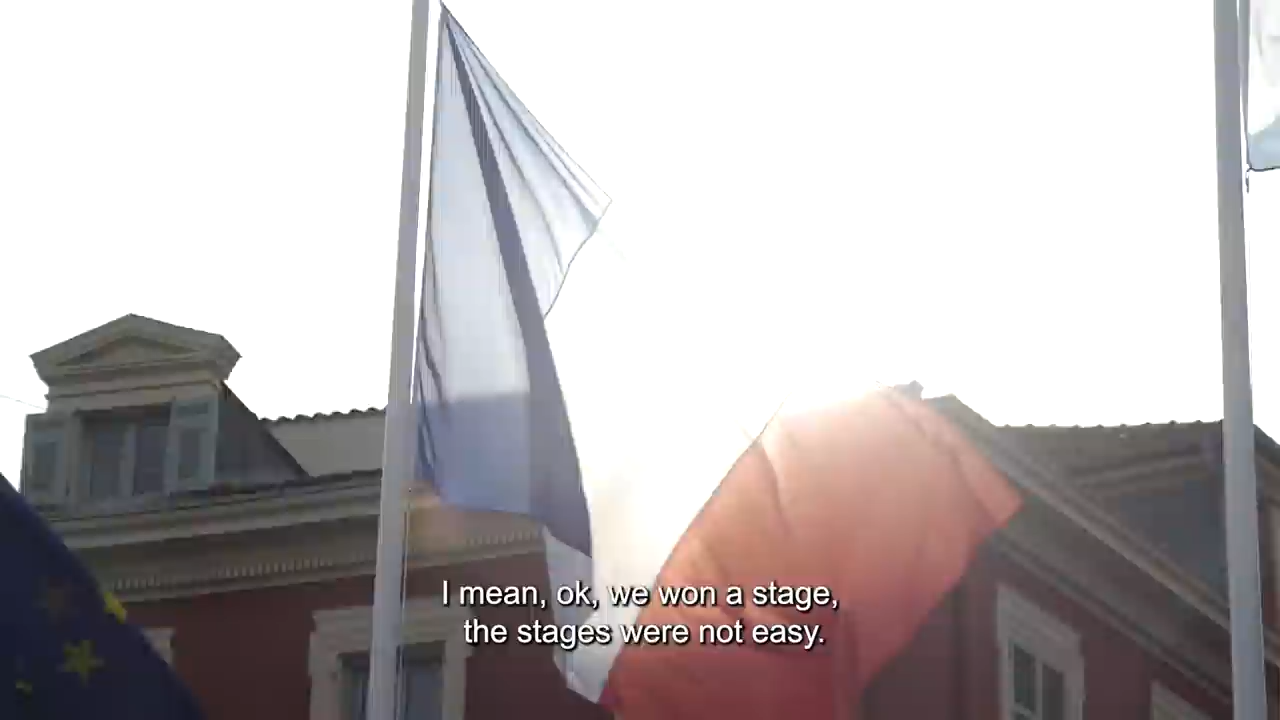 I mean, ok, we won a stage,
the stages were not easy.